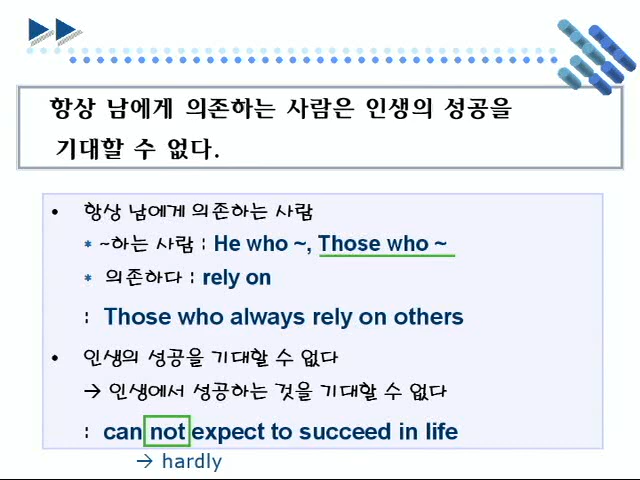 항상 남에게 의존하는 사람은 인생의 성공을
기대할 수 없다.
• 항상 남에게 의존하는 사람
* ~하는 사람 : He who ~, Those who ~
* 의존하다 : rely on
: Those who always rely on others
• 인생의 성공을 기대할 수 없다
→ 인생에서 성공하는 것을 기대할 수 없다
: can not expect to succeed in life
→ hardly